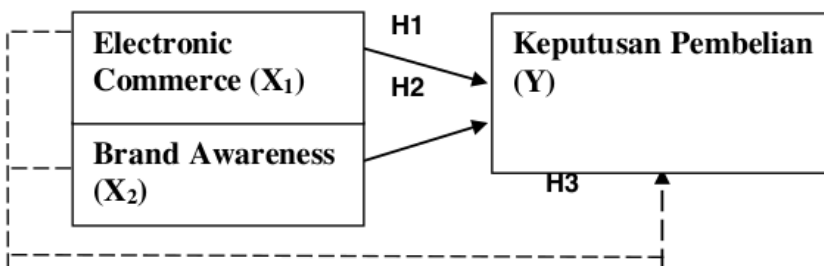 Electronic
Commerce (X₁)
Brand Awareness
(X₂)
H1
H2
Keputusan Pembelian
(Y)
H3